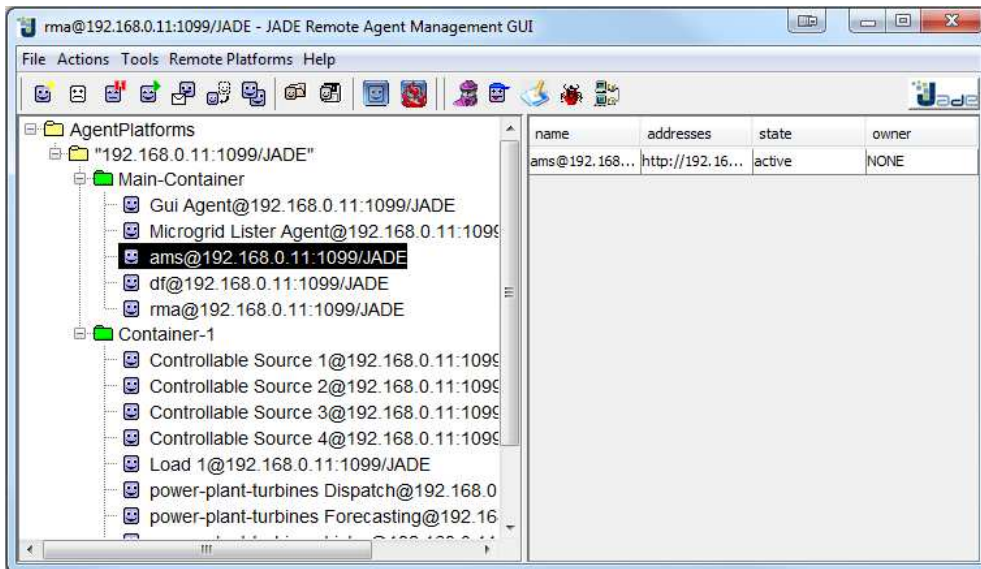 rma@192.168.0.11:1099/JADE - JADE Remote Agent Management GUI
File Actions Tools Remote Platforms Help
Jade
AgentPlatforms
"192.168.0.11:1099/JADE"
Main-Container
Gui Agent@192.168.0.11:1099/JADE
Microgrid Lister Agent@192.168.0.11:1099
ams@192.168.0.11:1099/JADE
df@192.168.0.11:1099/JADE
rma@192.168.0.11:1099/JADE
Container-1
Controllable Source 1@192.168.0.11:1099
Controllable Source 2@192.168.0.11:1099
Controllable Source 3@192.168.0.11:1099
Controllable Source 4@192.168.0.11:1099
Load 1@192.168.0.11:1099/JADE
power-plant-turbines Dispatch@192.168.0
power-plant-turbines Forecasting@192.16
name addresses state owner
ams@192.168... http://192.16... active NONE